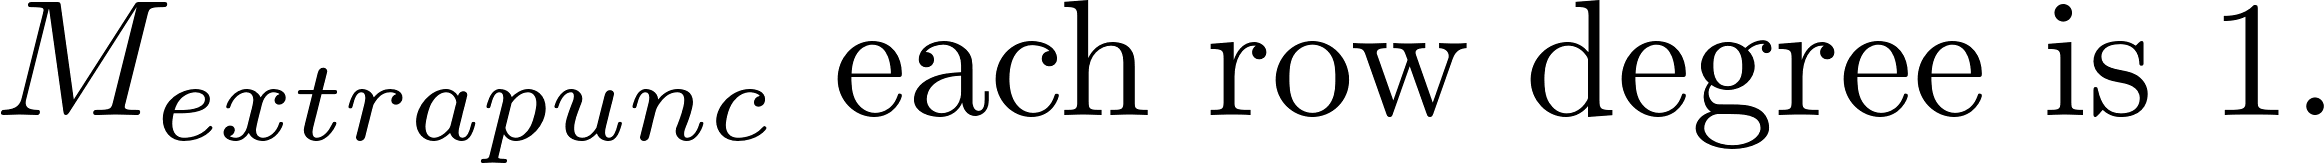 M_{extrapunc} each row degree is 1.